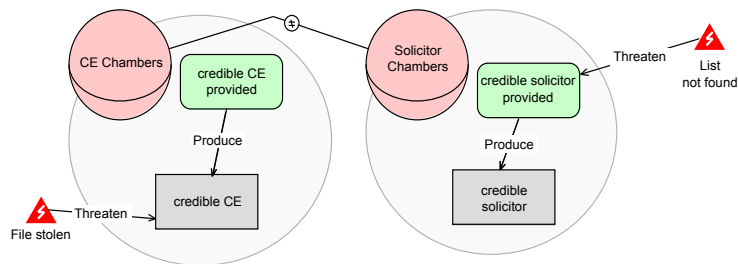 CE Chambers
credible CE
provided
Produce
credible CE
Threaten
File stolen
≠
Solicitor
Chambers
credible solicitor
provided
Produce
credible
solicitor
Threaten
List
not found